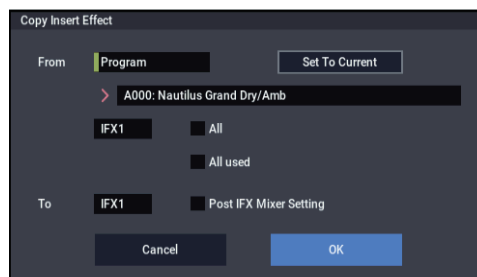 Copy Insert Effect
From Program Set To Current
A000: Nautilus Grand Dry/Amb
IFX1 All
All used
To IFX1 Post IFX Mixer Setting
Cancel OK